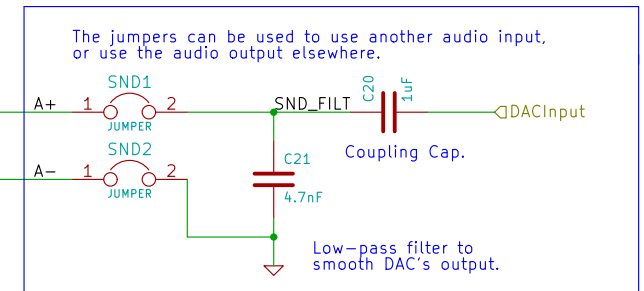 The jumpers can be used to use another audio input,
or use the audio output elsewhere.
SND1
A+ 1 2 SND_FILT C20 1uF DACInput
JUMPER
SND2
Coupling Cap.
C21
A- 1 2
JUMPER
4.7nF
Low-pass filter to
smooth DAC's output.